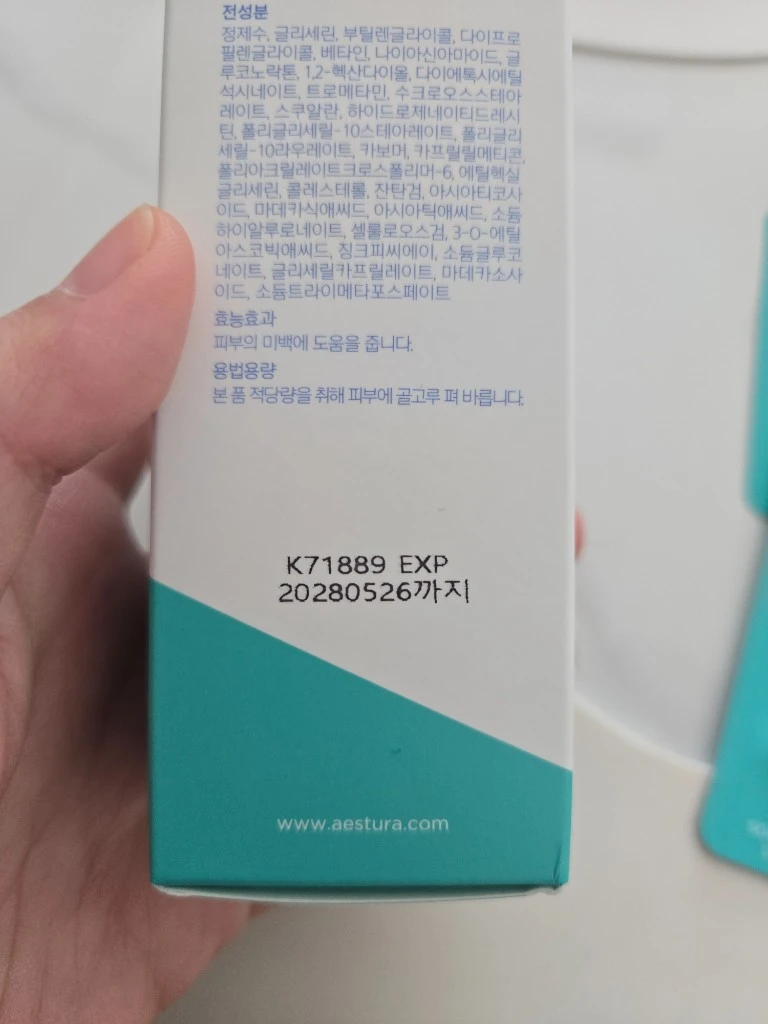 전성분
정제수, 글리세린, 부틸렌글라이콜, 다이프로
필렌글라이콜, 베타인, 나이아신아마이드, 글
루코노락톤, 1,2-헥산다이올, 다이에톡시에틸
석시네이트, 트로메타민, 수크로오스스테아
레이트, 스쿠알란, 하이드로제네이티드레시
틴, 폴리글리세릴-10스테아레이트, 폴리글리
세릴-10라우레이트, 카보머, 카프릴릴메티콘,
폴리아크릴레이트크로스폴리머-6, 에틸헥실
글리세린, 콜레스테롤, 잔탄검, 아시아티코사
이드, 마데카식애씨드, 아시아틱애씨드, 소듐
하이알루로네이트, 셀룰로오스검, 3-O-에틸
아스코빅애씨드, 징크피씨에이, 소듐글루코
네이트, 글리세릴카프릴레이트, 마데카소사
이드, 소듐트라이메타포스페이트
효능효과
피부의 미백에 도움을 줍니다.
용법용량
본 품 적당량을 취해 피부에 골고루 펴 바릅니다.
K71889 EXP
20280526까지
www.aestura.com